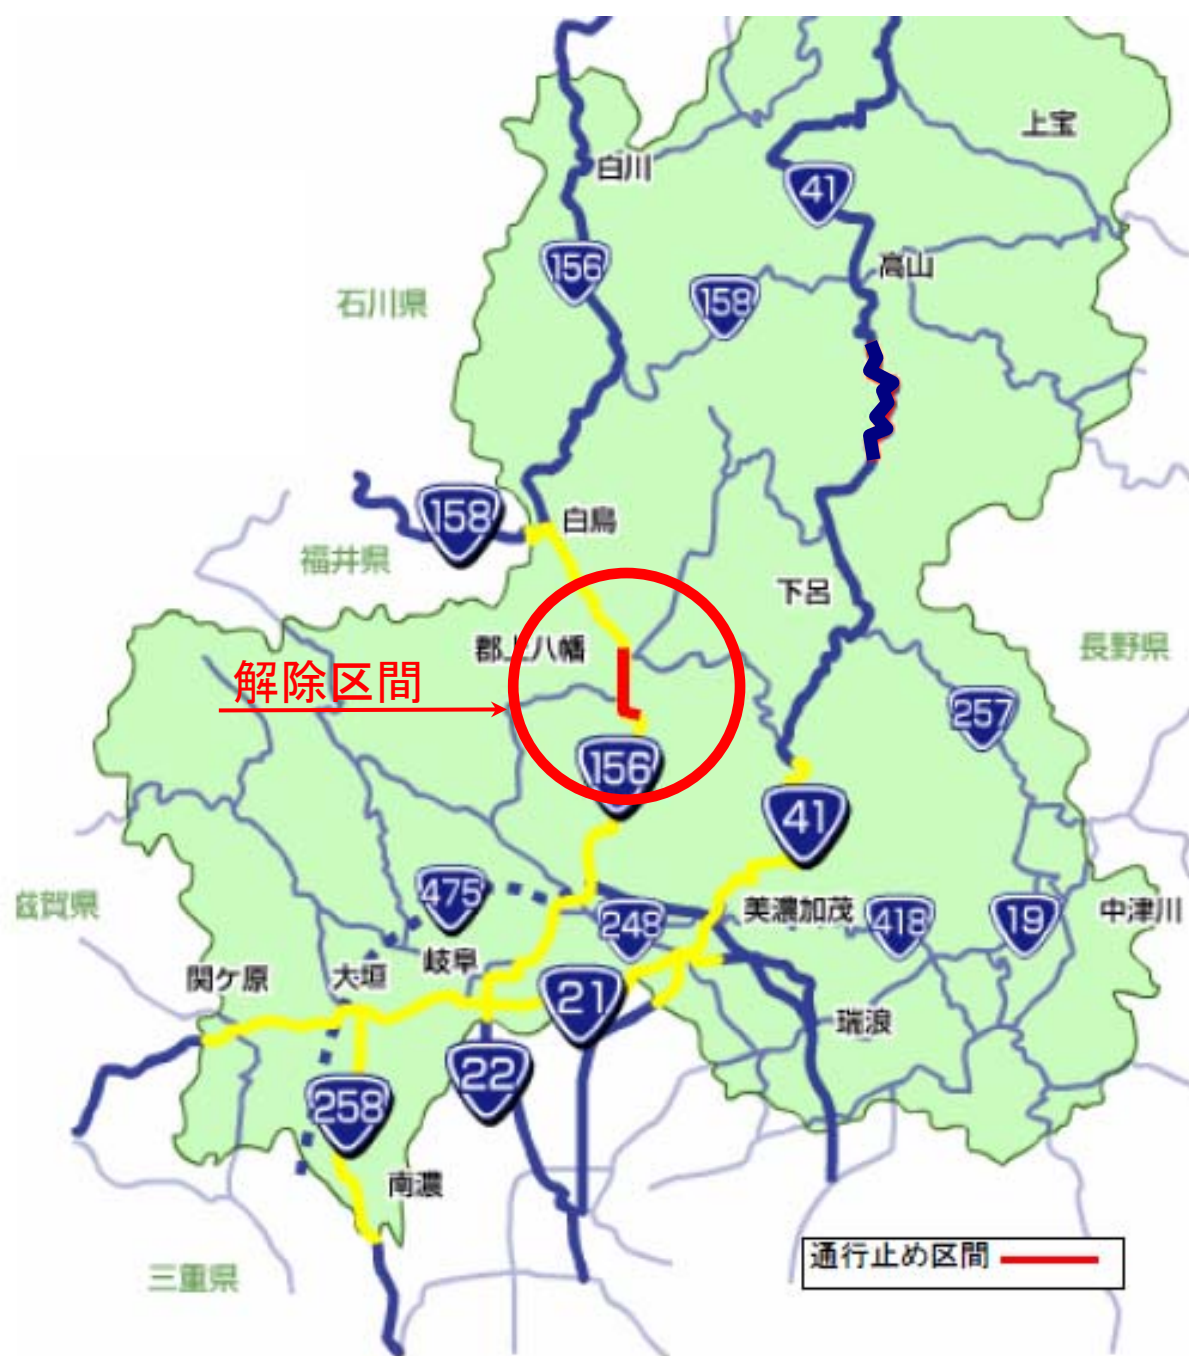 上宝
白川
41
156
高山
石川県
158
158
白鳥
福井県
下呂
郡上八幡
長野県
解除区間
257
156
41
475
滋賀県
美濃加茂
248
418
19
中津川
岐阜
関ケ原
大垣
21
瑞浪
22
258
南濃
通行止め区間
三重県